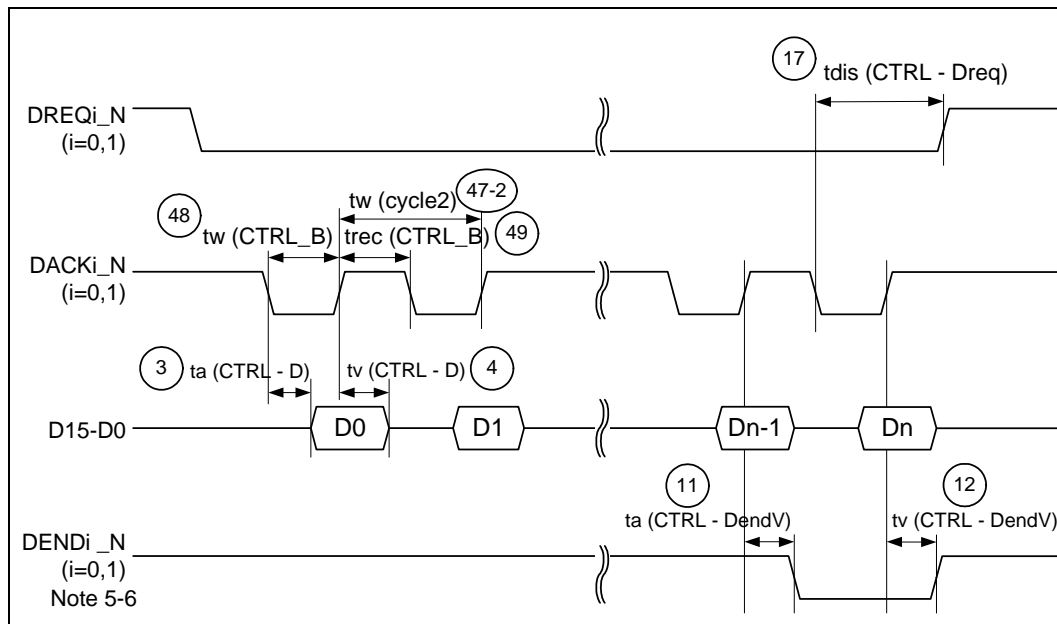 17
tdis (CTRL - Dreq)
DREQi_N
(i=0,1)
47-2
tw (cycle2)
48
tw (CTRL_B)
trec (CTRL_B)
49
DACKi_N
(i=0,1)
3
ta (CTRL - D)
tv (CTRL - D)
4
D15-D0
D0
D1
Dn-1
Dn
11
12
ta (CTRL - DendV)
tv (CTRL - DendV)
DENDi _N
(i=0,1)
Note 5-6